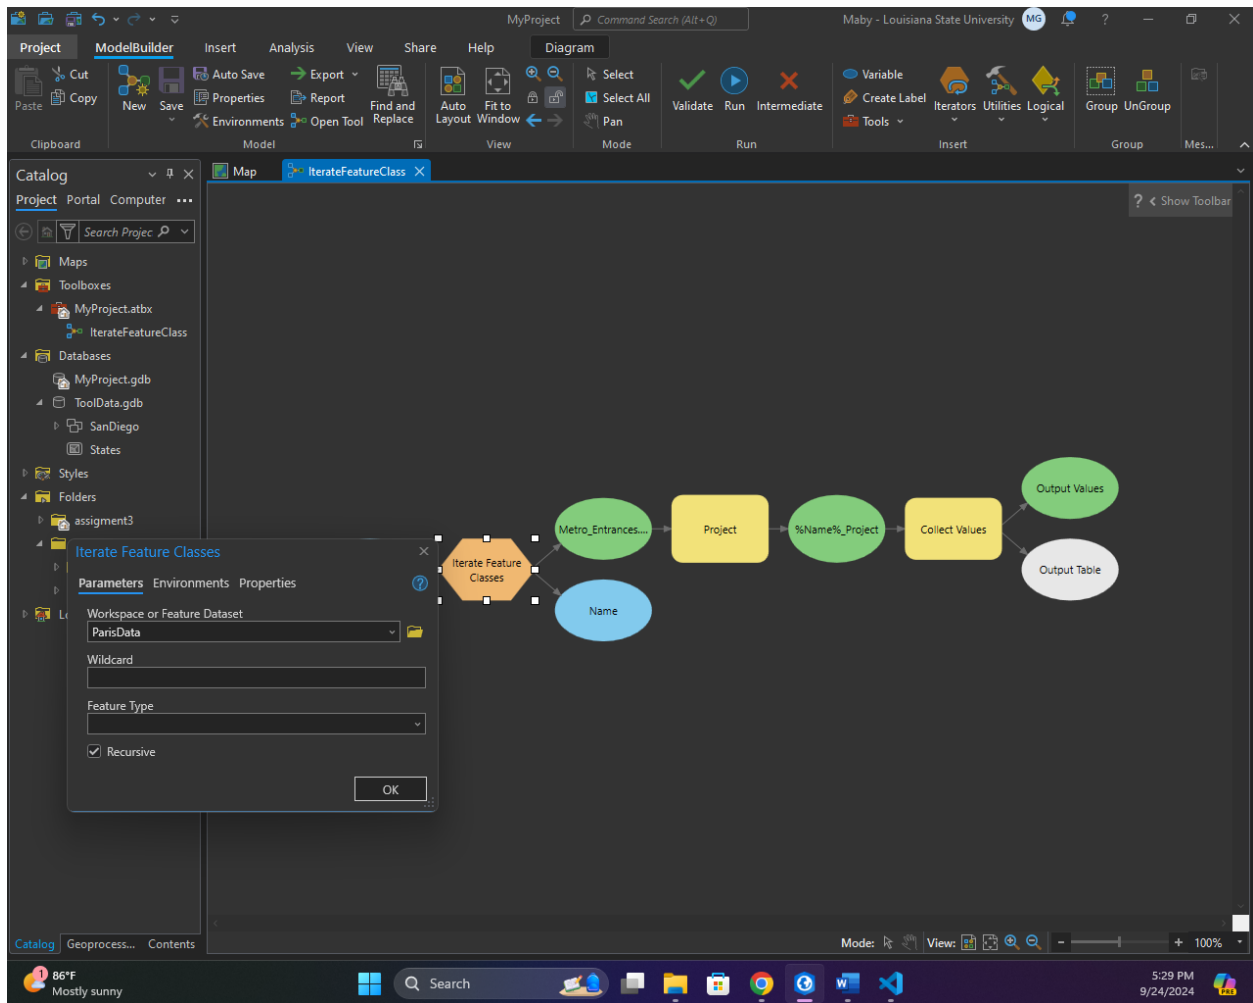 MyProject
Command Search (Alt+Q)
Maby - Louisiana State University
MG
?
Project
ModelBuilder
Insert
Analysis
View
Share
Help
Diagram
Paste
Cut
Copy
Clipboard
New
Save
Auto Save
Properties
Environments
Export
Report
Open Tool
Find and Replace
Model
Auto Layout
Fit to Window
View
Select
Select All
Pan
Mode
Validate
Run
Intermediate
Run
Variable
Create Label
Tools
Iterators
Utilities
Logical
Insert
Group
UnGroup
Group
Mes...
Catalog
Project Portal Computer
Search Projec
Maps
Toolboxes
MyProject.atbx
IterateFeatureClass
Databases
MyProject.gdb
ToolData.gdb
SanDiego
States
Styles
Folders
assigment3
Map
IterateFeatureClass
? < Show Toolbar
Iterate Feature Classes
Parameters Environments Properties
?
Workspace or Feature Dataset
ParisData
Wildcard
Feature Type
Recursive
OK
Iterate Feature
Classes
Metro_Entrances....
Name
Project
%Name%_Project
Collect Values
Output Values
Output Table
Catalog
Geoprocess...
Contents
Mode:
View:
100%
1
86°F
Mostly sunny
Search
5:29 PM
9/24/2024
PRE